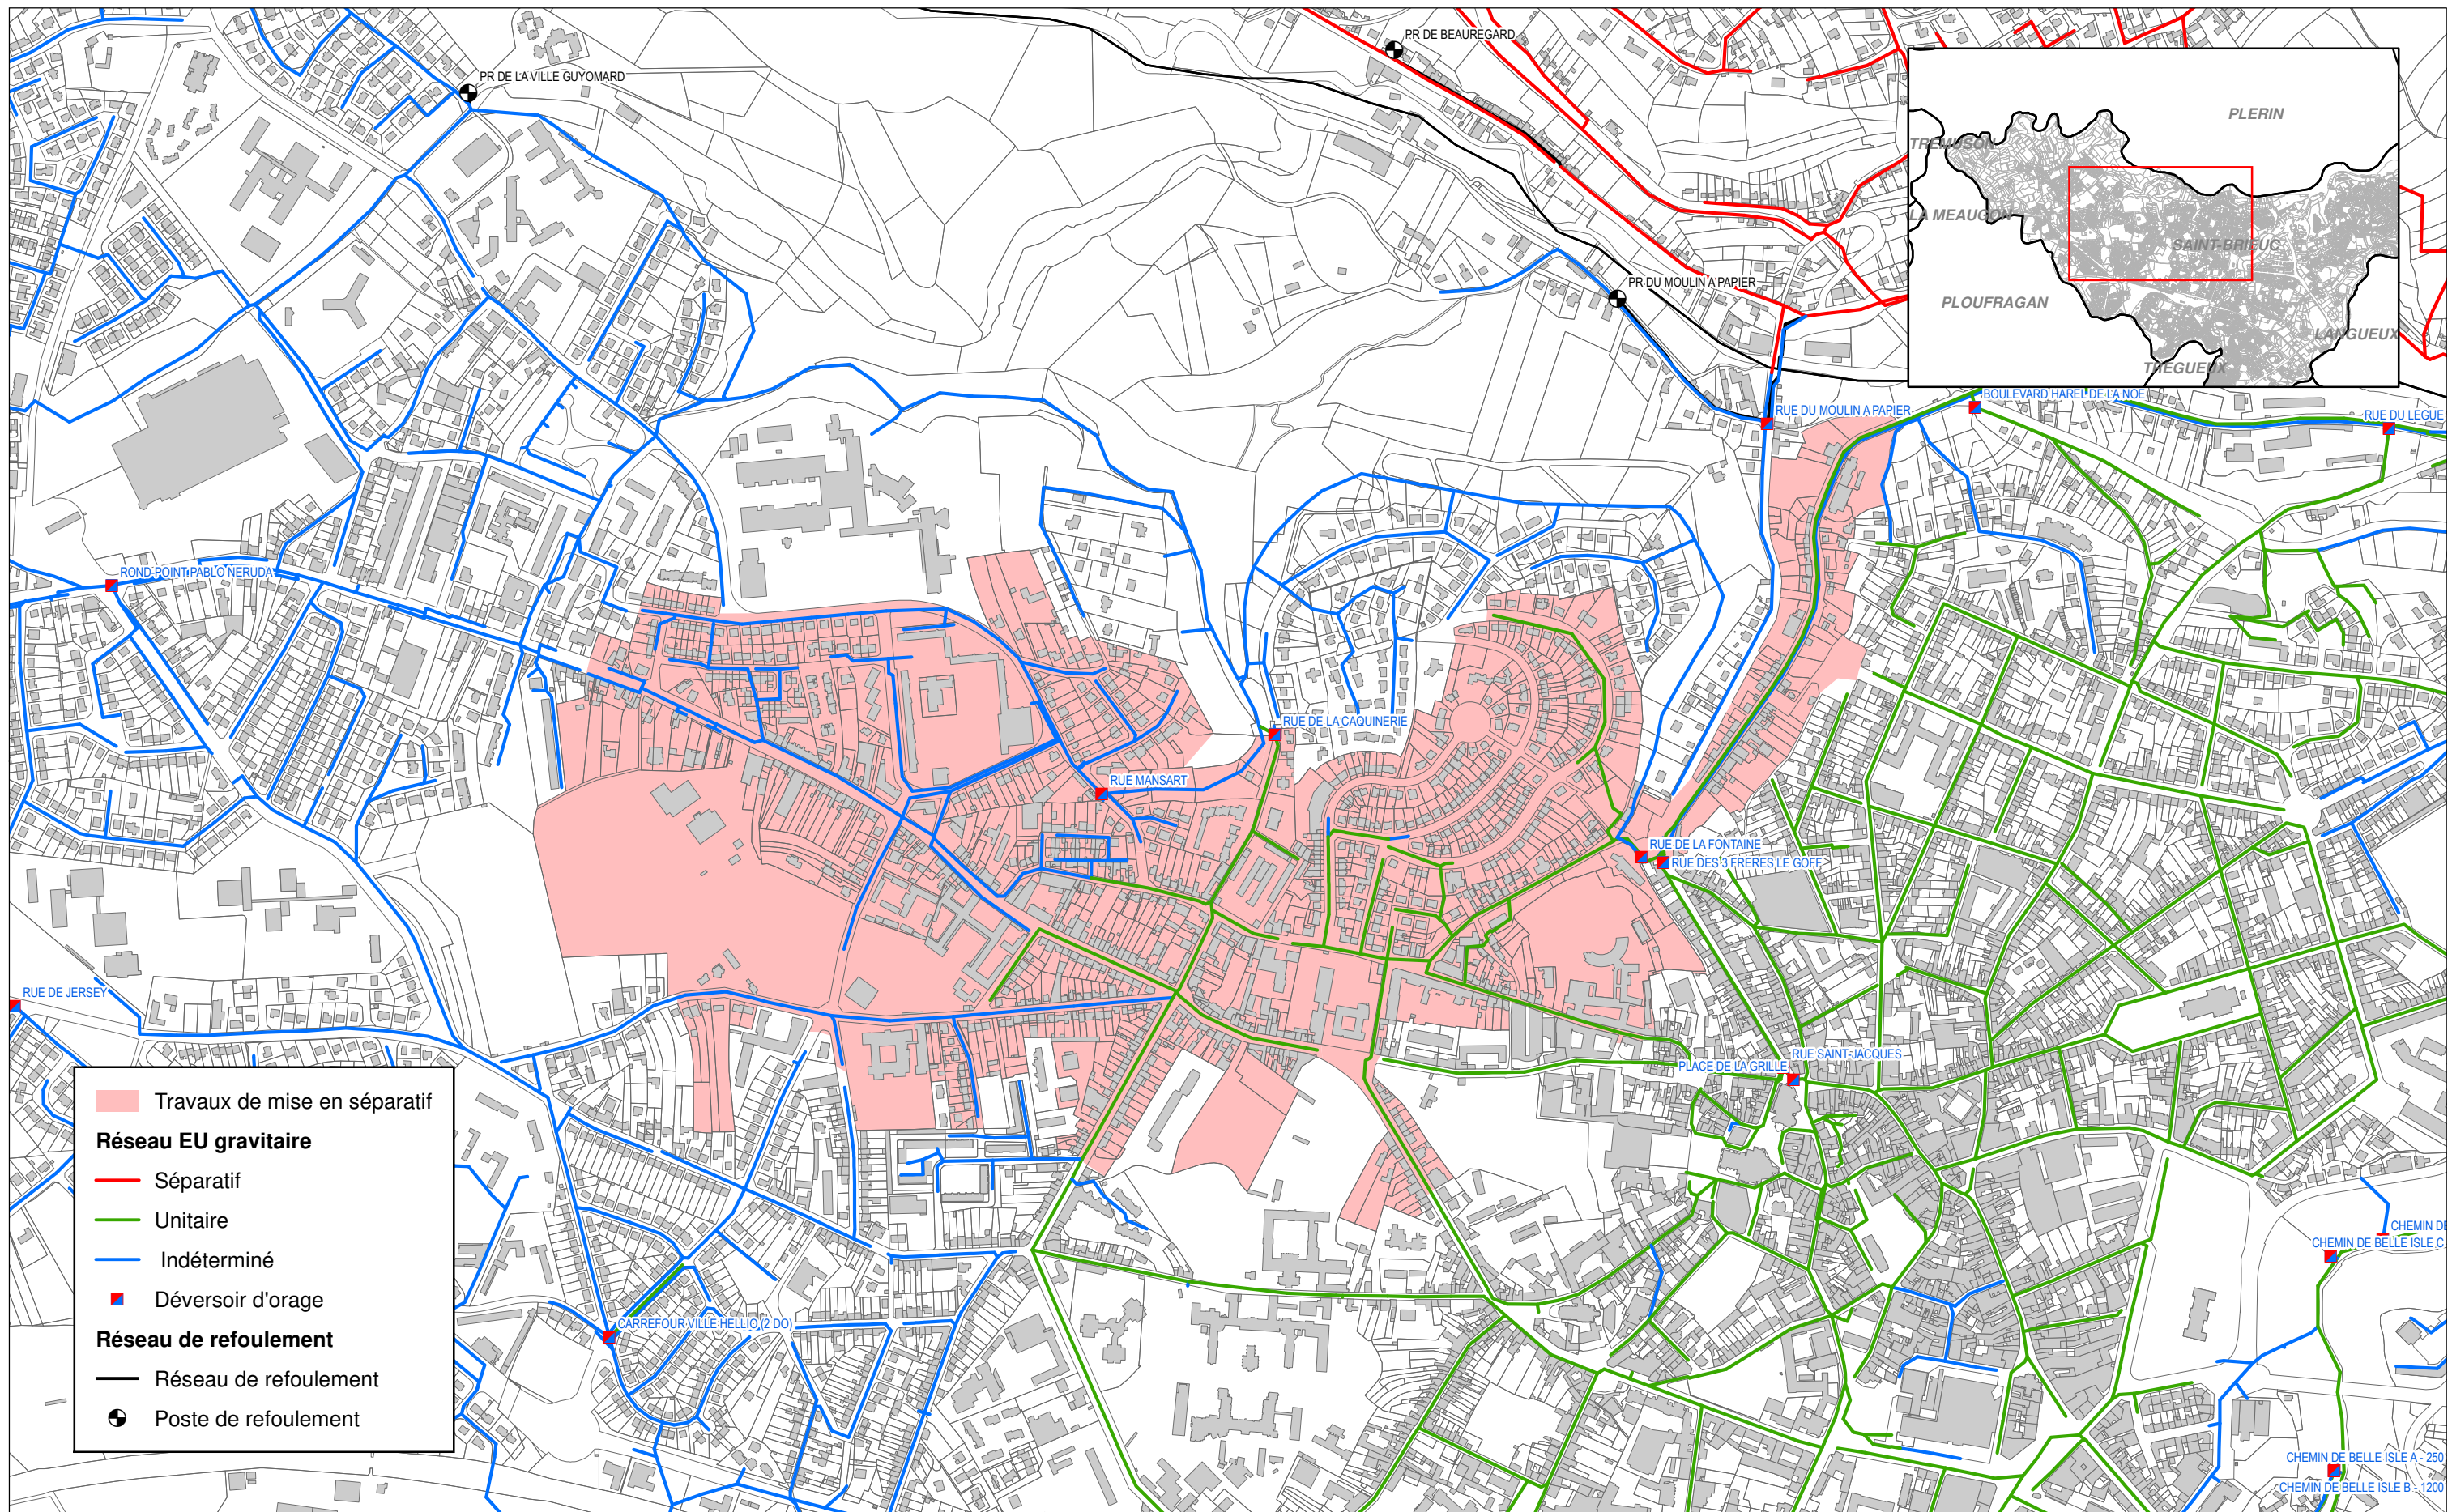 PR DE BEAUREGARD
PR DE LA VILLE GUYOMARD
PLERIN
TREMUSON
LA MEAUGON
SAINT-BRIEUC
PLOUFRAGAN
LANGUEUX
TREGUEUX
PR DU MOULIN A PAPIER
BOULEVARD HAREL DE LA NOE
RUE DU MOULIN A PAPIER
RUE DU LEGUE
ROND-POINT PABLO NERUDA
RUE DE LA CAQUINERIE
RUE MANSART
RUE DE LA FONTAINE
RUE DES 3 FRERES LE GOFF
RUE DE JERSEY
RUE SAINT-JACQUES
PLACE DE LA GRILLE
CHEMIN DE
CHEMIN DE BELLE ISLE C
CARREFOUR VILLE HELLIO (2 DO)
CHEMIN DE BELLE ISLE A - 250
CHEMIN DE BELLE ISLE B - 1200
Travaux de mise en séparatif
Réseau EU gravitaire
Séparatif
Unitaire
Indéterminé
Déversoir d'orage
Réseau de refoulement
Réseau de refoulement
Poste de refoulement